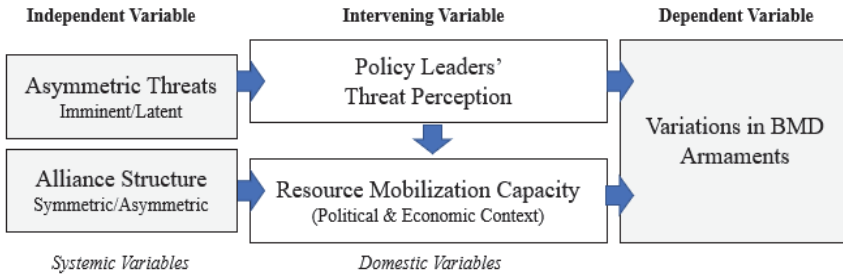 Independent Variable
Intervening Variable
Dependent Variable
Asymmetric Threats
Imminent/Latent
Policy Leaders’
Threat Perception
Variations in BMD
Armaments
Alliance Structure
Symmetric/Asymmetric
Resource Mobilization Capacity
(Political & Economic Context)
Systemic Variables
Domestic Variables